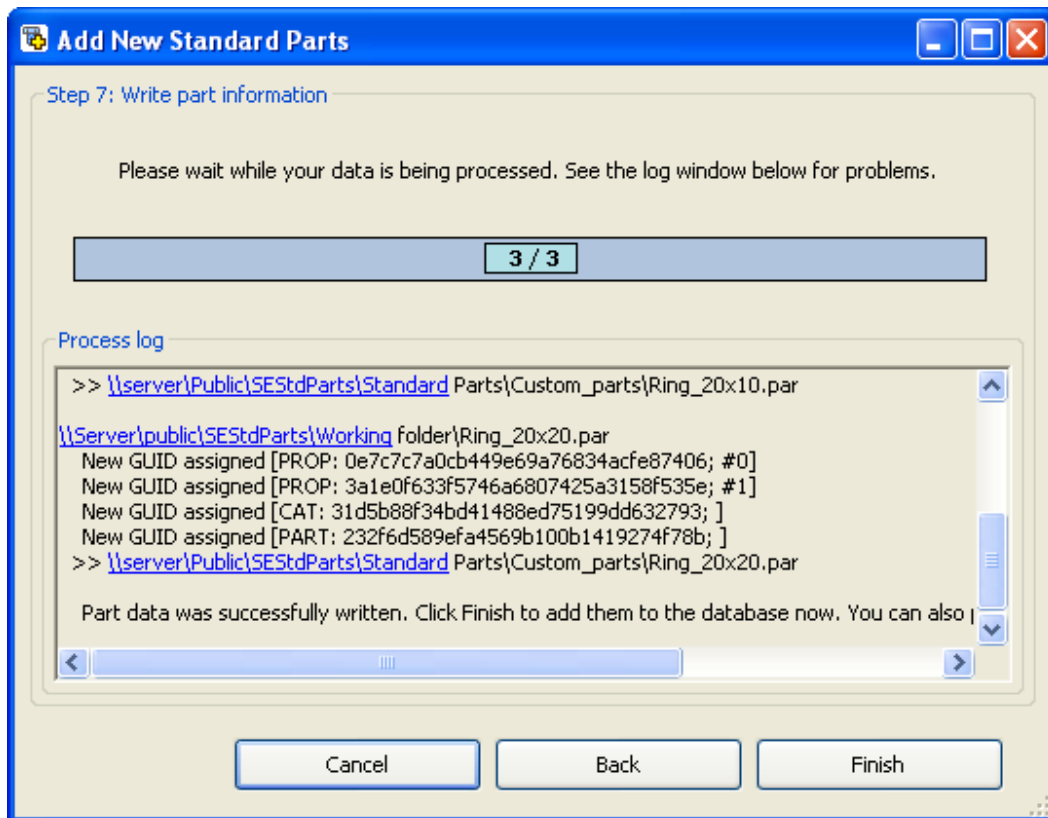 Add New Standard Parts
Step 7: Write part information
Please wait while your data is being processed. See the log window below for problems.
3 / 3
Process log
>> \\server\Public\SEStdParts\Standard Parts\Custom_parts\Ring_20x10.par
\\Server\public\SEStdParts\Working folder\Ring_20x20.par
New GUID assigned [PROP: 0e7c7c7a0cb449e69a76834acfe87406; #0]
New GUID assigned [PROP: 3a1e0f633f5746a6807425a3158f535e; #1]
New GUID assigned [CAT: 31d5b88f34bd41488ed75199dd632793; ]
New GUID assigned [PART: 232f6d589efa4569b100b1419274f78b; ]
>> \\server\Public\SEStdParts\Standard Parts\Custom_parts\Ring_20x20.par
Part data was successfully written. Click Finish to add them to the database now. You can also
Cancel
Back
Finish